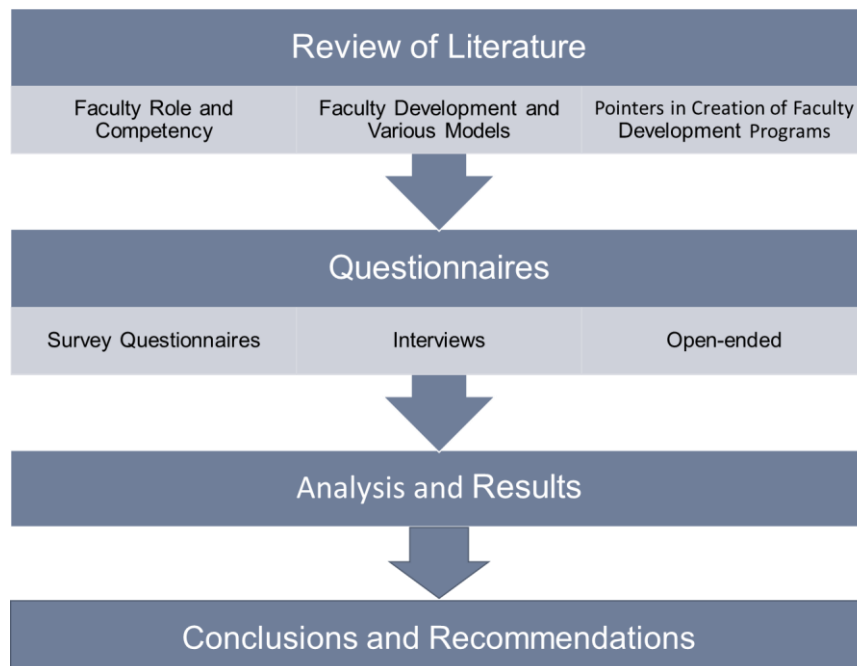 Review of Literature
Faculty Role and
Competency
Faculty Development and
Various Models
Pointers in Creation of Faculty
Development Programs
Questionnaires
Survey Questionnaires
Interviews
Open-ended
Analysis and Results
Conclusions and Recommendations